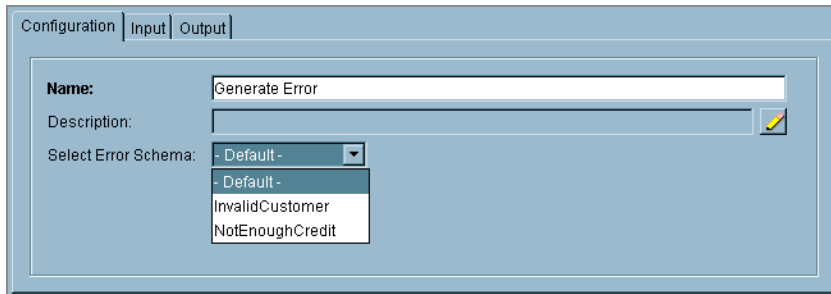 Configuration Input Output
Name: Generate Error
Description:
Select Error Schema: - Default -
- Default -
InvalidCustomer
NotEnoughCredit